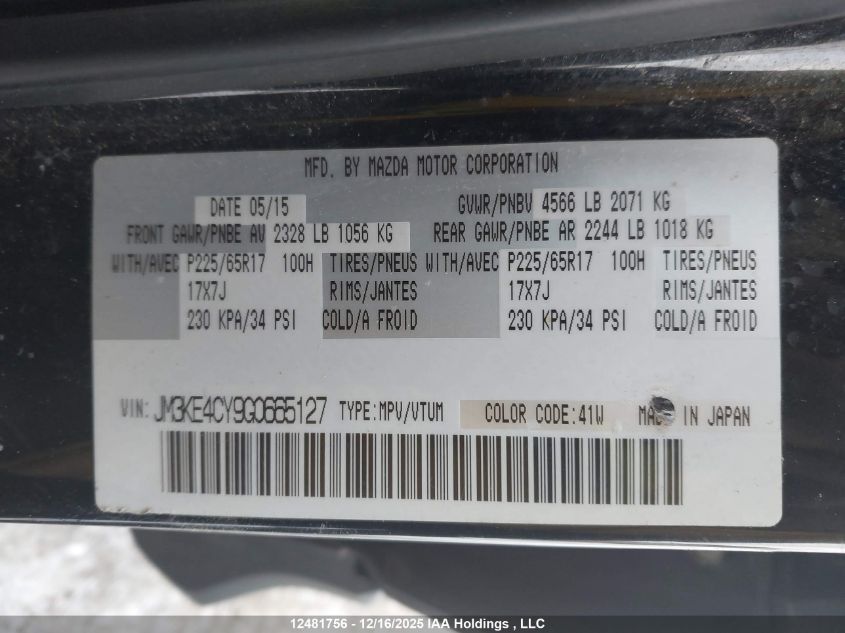 MFD. BY MAZDA MOTOR CORPORATION
DATE 05/15 GVWR/PNBV 4566 LB 2071 KG
FRONT GAWR/PNBE AV 2328 LB 1056 KG REAR GAWR/PNBE AR 2244 LB 1018 KG
WITH/AVEC P225/65R17 100H TIRES/PNEUS WITH/AVEC P225/65R17 100H TIRES/PNEUS
17X7J RIMS/JANTES 17X7J RIMS/JANTES
230 KPA/34 PSI COLD/A FROID 230 KPA/34 PSI COLD/A FROID
VIN: JM3KE4CY9G0665127 TYPE:MPV/VTUM COLOR CODE:41W MADE IN JAPAN
12481756 - 12/16/2025 IAA Holdings , LLC